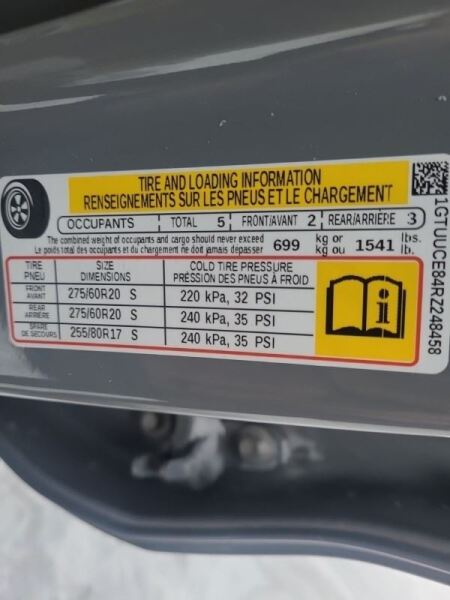 TIRE AND LOADING INFORMATION
RENSEIGNEMENTS SUR LES PNEUS ET LE CHARGEMENT
OCCUPANTS TOTAL 5 FRONT/AVANT 2 REAR/ARRIÈRE 3
The combined weight of occupants and cargo should never exceed 699 kg or 1541 lbs.
Le poids total des occupants et du chargement ne doit jamais dépasser kg ou lb.
TIRE SIZE COLD TIRE PRESSURE
PNEU DIMENSIONS PRESSION DES PNEUS À FROID
FRONT
AVANT 275/60R20 S 220 kPa, 32 PSI
REAR
ARRIÈRE 275/60R20 S 240 kPa, 35 PSI
SPARE
DE SECOURS 255/80R17 S 240 kPa, 35 PSI
i
1GTUUCE84RZ248458